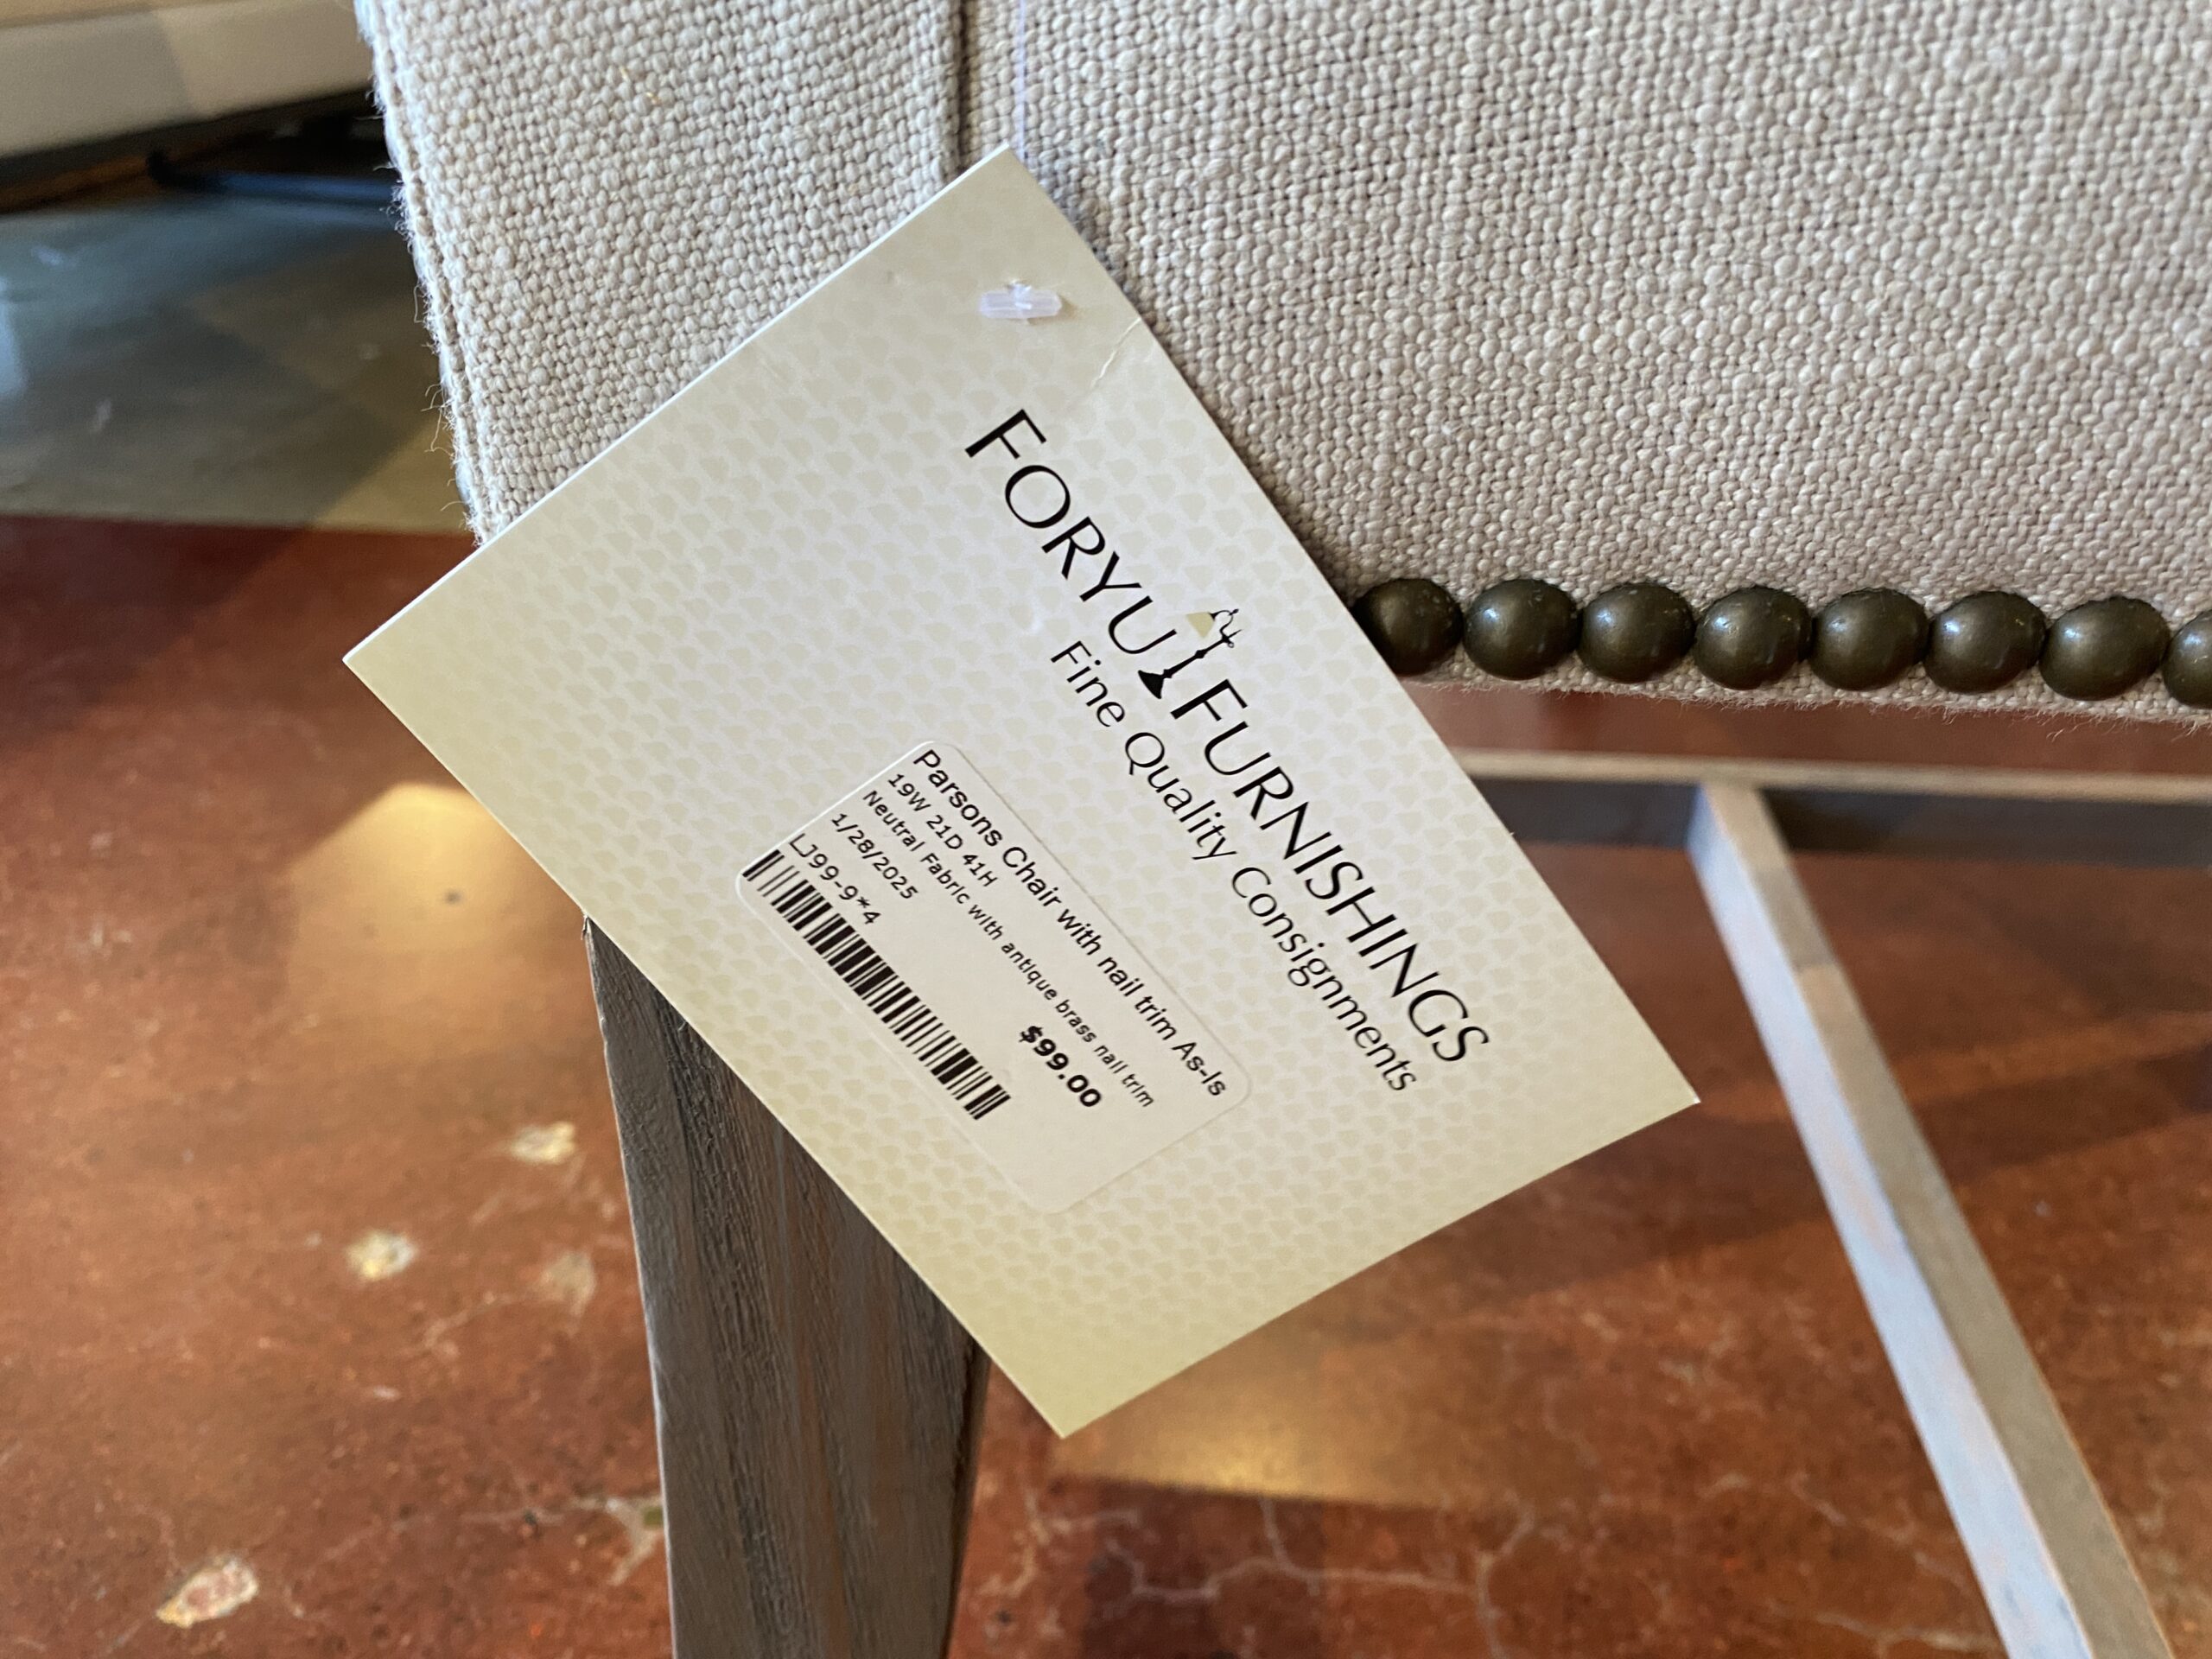 FORYU FURNISHINGS
Fine Quality Consignments
Parsons Chair with nail trim As-Is
19W 21D 41H
Neutral Fabric with antique brass nail trim
1/28/2025
$99.00
LJ99-9*4